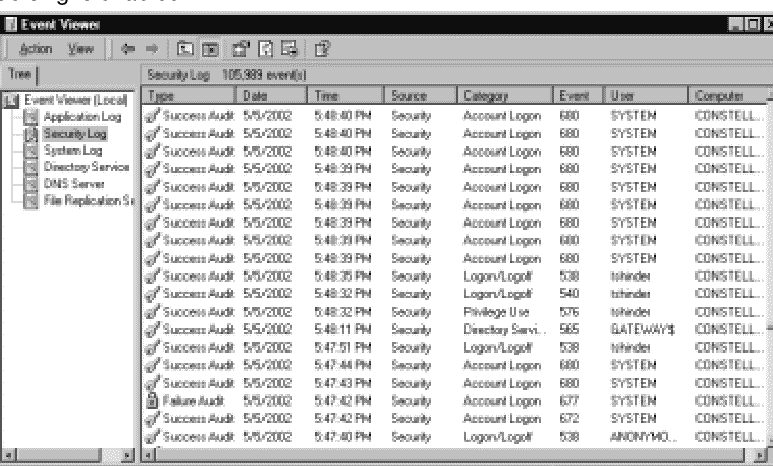 Event Viewer
Action View
Tree
Security Log 105,989 event(s)
Event Viewer (Local)
Application Log
Security Log
System Log
Directory Service
DNS Server
File Replication Se
Type Date Time Source Category Event User Computer
Success Audit 5/5/2002 5:48:40 PM Security Account Logon 680 SYSTEM CONSTELL...
Success Audit 5/5/2002 5:48:40 PM Security Account Logon 680 SYSTEM CONSTELL...
Success Audit 5/5/2002 5:48:40 PM Security Account Logon 680 SYSTEM CONSTELL...
Success Audit 5/5/2002 5:48:39 PM Security Account Logon 680 SYSTEM CONSTELL...
Success Audit 5/5/2002 5:48:39 PM Security Account Logon 680 SYSTEM CONSTELL...
Success Audit 5/5/2002 5:48:39 PM Security Account Logon 680 SYSTEM CONSTELL...
Success Audit 5/5/2002 5:48:39 PM Security Account Logon 680 SYSTEM CONSTELL...
Success Audit 5/5/2002 5:48:39 PM Security Account Logon 680 SYSTEM CONSTELL...
Success Audit 5/5/2002 5:48:39 PM Security Account Logon 680 SYSTEM CONSTELL...
Success Audit 5/5/2002 5:48:35 PM Security Logon/Logoff 538 tshinder CONSTELL...
Success Audit 5/5/2002 5:48:32 PM Security Logon/Logoff 540 tshinder CONSTELL...
Success Audit 5/5/2002 5:48:32 PM Security Privilege Use 576 tshinder CONSTELL...
Success Audit 5/5/2002 5:48:11 PM Security Directory Servi... 565 GATEWAY$ CONSTELL...
Success Audit 5/5/2002 5:47:51 PM Security Logon/Logoff 538 tshinder CONSTELL...
Success Audit 5/5/2002 5:47:44 PM Security Account Logon 680 SYSTEM CONSTELL...
Success Audit 5/5/2002 5:47:43 PM Security Account Logon 680 SYSTEM CONSTELL...
Failure Audit 5/5/2002 5:47:42 PM Security Account Logon 677 SYSTEM CONSTELL...
Success Audit 5/5/2002 5:47:42 PM Security Account Logon 672 SYSTEM CONSTELL...
Success Audit 5/5/2002 5:47:40 PM Security Logon/Logoff 538 ANONYMO... CONSTELL...